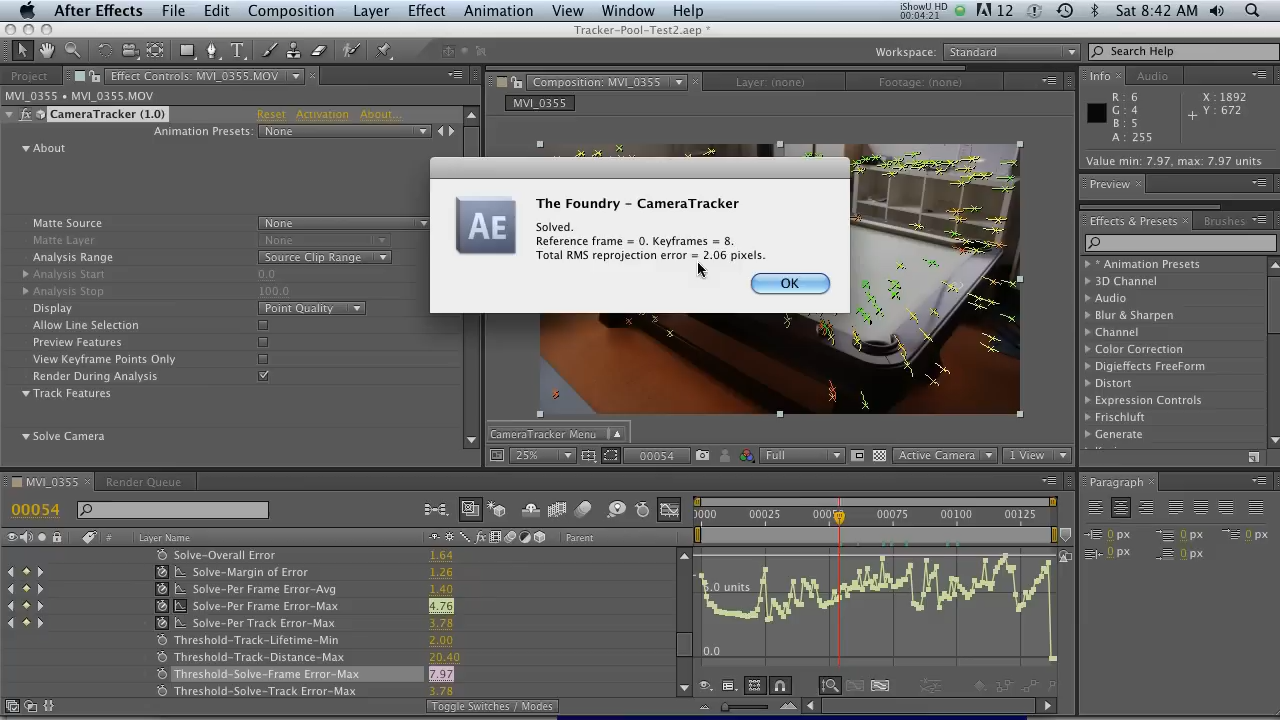 After Effects File Edit Composition Layer Effect Animation View Window Help
iShowU HD
00:04:21
12
Sat 8:42 AM
Tracker-Pool-Test2.aep *
T
Workspace: Standard
Search Help
Project
Effect Controls: MVI_0355.MOV
Composition: MVI_0355
Layer: (none)
Footage: (none)
Info
Audio
MVI_0355 • MVI_0355.MOV
MVI_0355
R : 6
G : 4
B : 5
A : 255
X : 1892
Y : 672
Value min: 7.97, max: 7.97 units
fx CameraTracker (1.0)
Reset Activation About...
Animation Presets: None
About
Matte Source None
Matte Layer None
Analysis Range Source Clip Range
Analysis Start 0.0
Analysis Stop 100.0
Display Point Quality
Allow Line Selection
Preview Features
View Keyframe Points Only
Render During Analysis
Track Features
Solve Camera
AE
The Foundry – CameraTracker
Solved.
Reference frame = 0. Keyframes = 8.
Total RMS reprojection error = 2.06 pixels.
OK
CameraTracker Menu
25%
00054
Full
Active Camera
1 View
Preview
Effects & Presets
Brushes
* Animation Presets
3D Channel
Audio
Blur & Sharpen
Channel
Color Correction
Digieffects FreeForm
Distort
Expression Controls
Frischluft
Generate
MVI_0355
Render Queue
00054
# Layer Name
Parent
Solve-Overall Error 1.64
Solve-Margin of Error 1.26
Solve-Per Frame Error-Avg 1.40
Solve-Per Frame Error-Max 4.76
Solve-Per Track Error-Max 3.78
Threshold-Track-Lifetime-Min 2.00
Threshold-Track-Distance-Max 20.40
Threshold-Solve-Frame Error-Max 7.97
Threshold-Solve-Track Error-Max 3.78
Toggle Switches / Modes
00025
00075
00100
00125
5.0 units
0.0
Paragraph
0 px
0 px
0 px
0 px
0 px